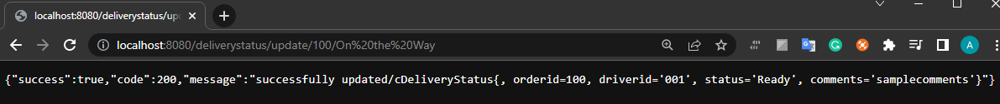 localhost:8080/deliverystatus/up
localhost:8080/deliverystatus/update/100/On%20the%20Way
A
{"success":true,"code":200,"message":"successfully updated/cDeliveryStatus{, orderid=100, driverid='001', status='Ready', comments='samplecomments'}"}